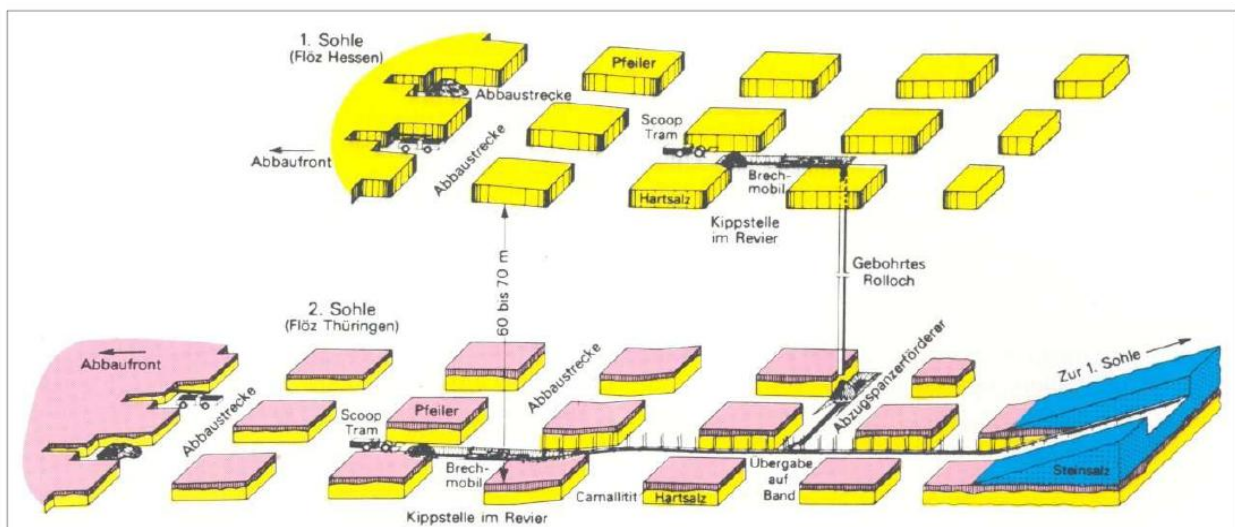 1. Sohle
(Flöz Hessen)
Pfeiler
Abbaustrecke
Scoop
Tram
Abbaufront
Abbaustrecke
Brech-
mobil
Hartsalz
Kippstelle
im Revier
60 bis 70 m
Gebohrtes
Rolloch
2. Sohle
(Flöz Thüringen)
Abbaufront
Abbaustrecke
Abbaustrecke
Abzugspanzerförderer
Zur 1. Sohle
Scoop
Tram
Pfeiler
Brech-
mobil
Carnallitit
Hartsalz
Übergabe
auf
Band
Steinsalz
Kippstelle im Revier